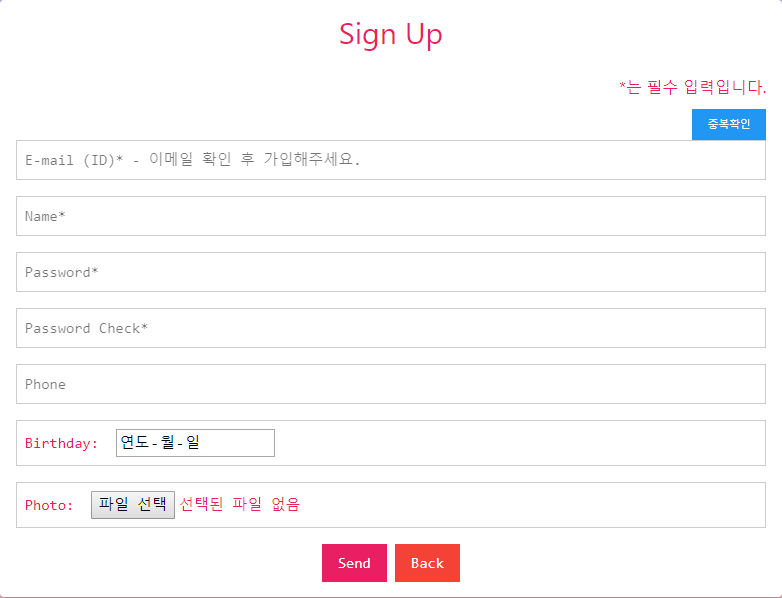 Sign Up
*는 필수 입력입니다.
중복확인
E-mail (ID)* - 이메일 확인 후 가입해주세요.
Name*
Password*
Password Check*
Phone
Birthday: 연도-월-일
Photo: 파일 선택 선택된 파일 없음
Send Back